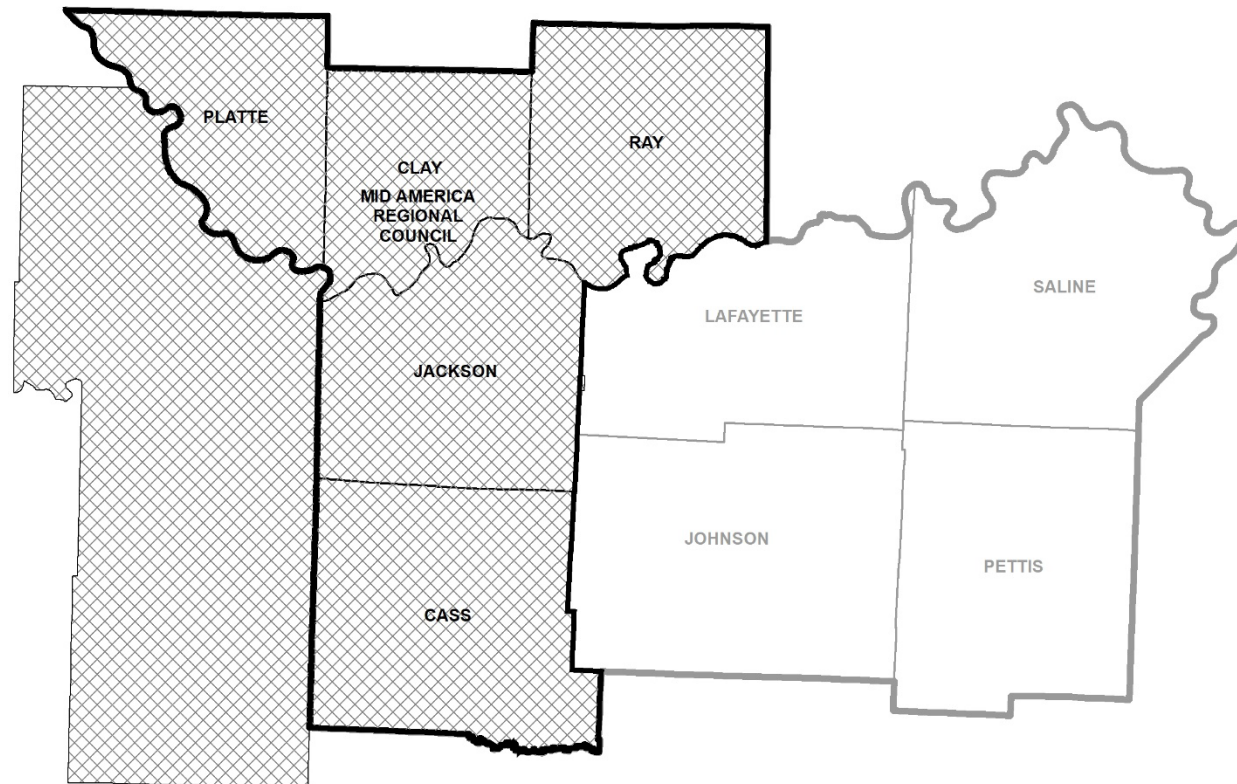 PLATTE
RAY
CLAY
MID AMERICA
REGIONAL
COUNCIL
SALINE
LAFAYETTE
JACKSON
JOHNSON
PETTIS
CASS